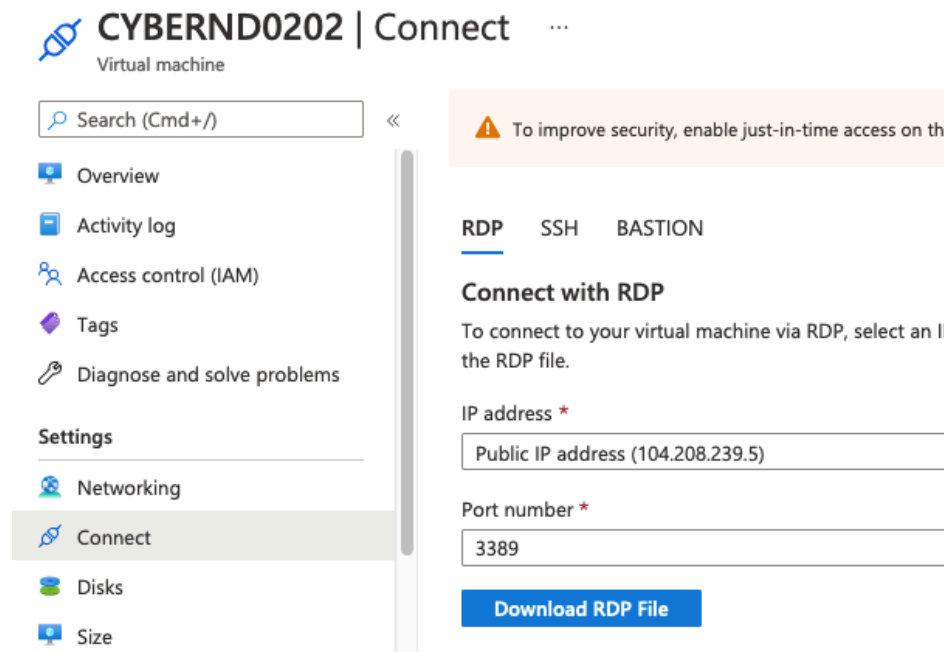 CYBERND0202 | Connect ...
Virtual machine
Search (Cmd+/)
«
Overview
Activity log
Access control (IAM)
Tags
Diagnose and solve problems
Settings
Networking
Connect
Disks
Size
To improve security, enable just-in-time access on th
RDP SSH BASTION
Connect with RDP
To connect to your virtual machine via RDP, select an I
the RDP file.
IP address *
Public IP address (104.208.239.5)
Port number *
3389
Download RDP File